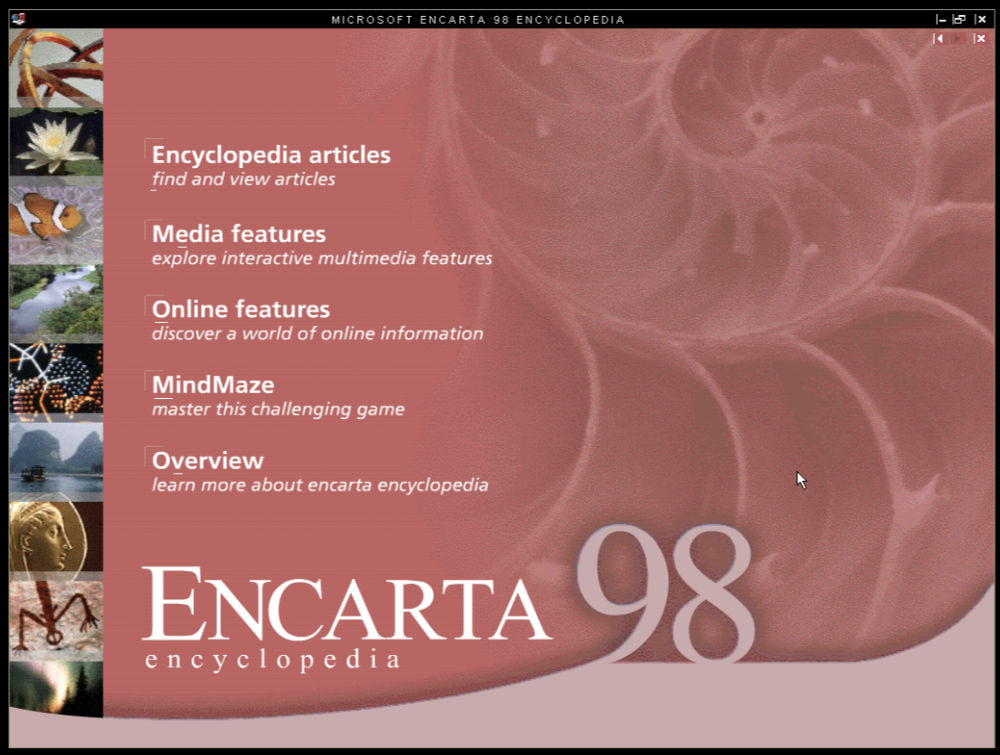 MICROSOFT ENCARTA 98 ENCYCLOPEDIA
Encyclopedia articles
find and view articles
Media features
explore interactive multimedia features
Online features
discover a world of online information
MindMaze
master this challenging game
Overview
learn more about encarta encyclopedia
ENCARTA 98
encyclopedia